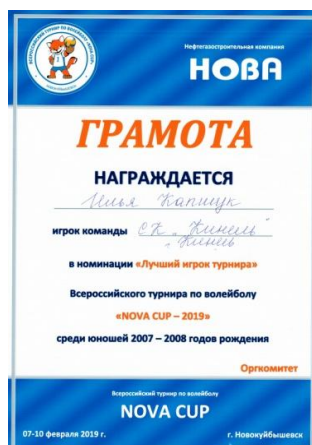 Нефтегазостроительная компания
НОВА
ГРАМОТА
НАГРАЖДАЕТСЯ
Илья Капшук
игрок команды СК „Кинель"
г. Кинель
в номинации «Лучший игрок турнира»
Всероссийского турнира по волейболу
«NOVA CUP – 2019»
среди юношей 2007 – 2008 годов рождения
Оргкомитет
Всероссийский турнир по волейболу
NOVA CUP
07-10 февраля 2019 г. г. Новокуйбышевск